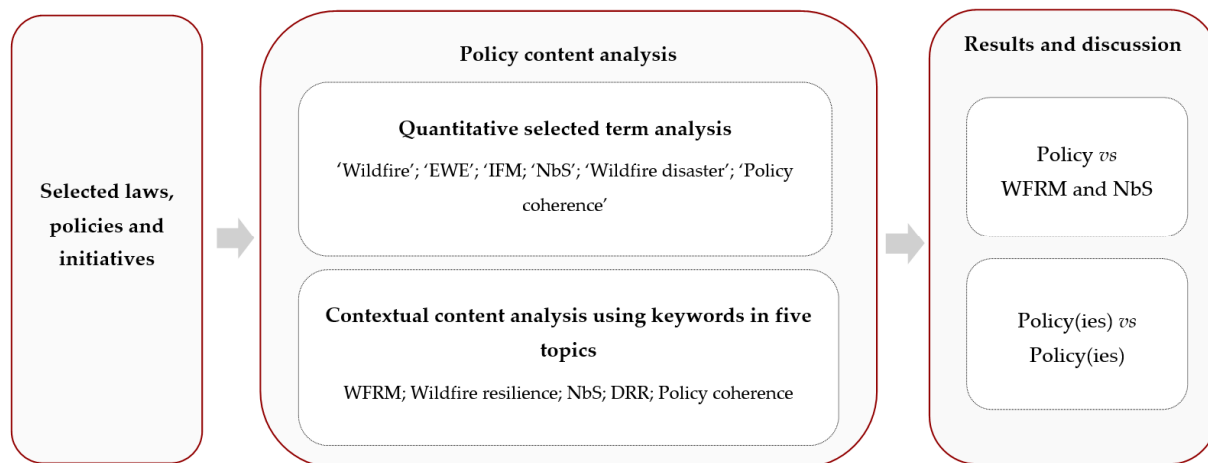 Selected laws,
policies and
initiatives
Policy content analysis
Quantitative selected term analysis
‘Wildfire’; ‘EWE’; ‘IFM; ‘NbS’; ‘Wildfire disaster’; ‘Policy
coherence’
Contextual content analysis using keywords in five
topics
WFRM; Wildfire resilience; NbS; DRR; Policy coherence
Results and discussion
Policy vs
WFRM and NbS
Policy(ies) vs
Policy(ies)